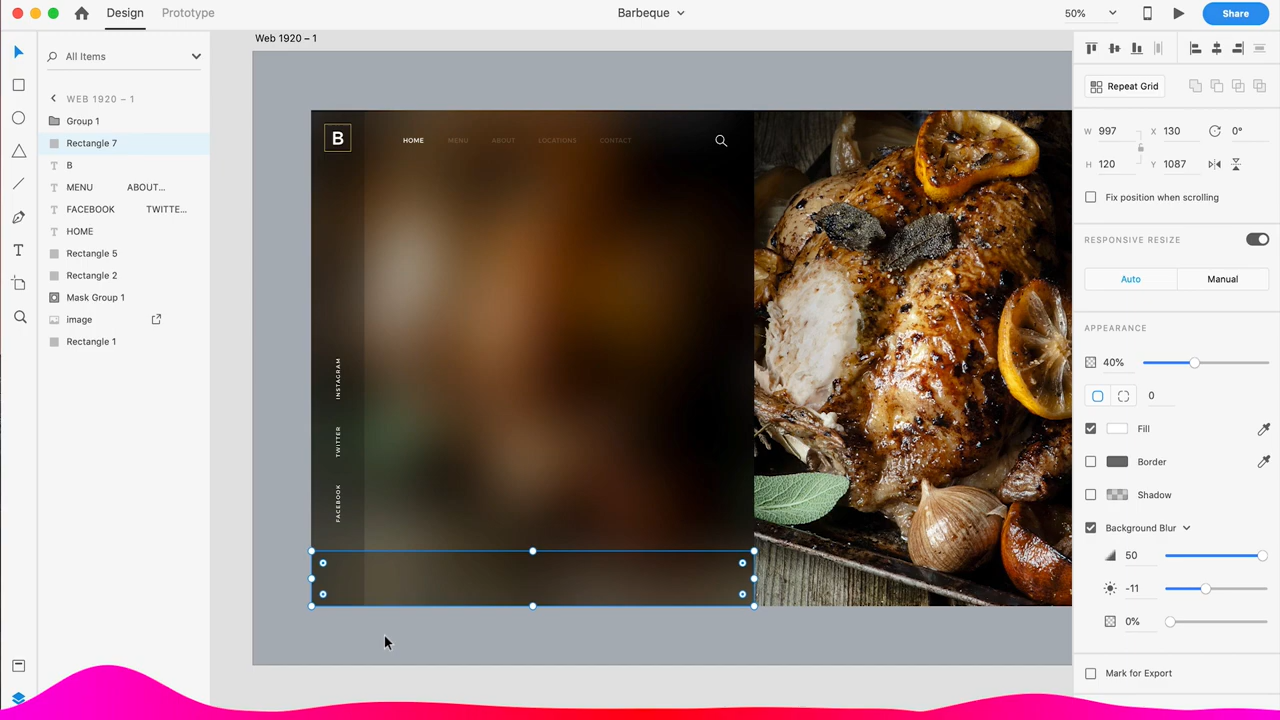 Design
Prototype
Barbeque
50%
Share
All Items
WEB 1920 – 1
Group 1
Rectangle 7
B
MENU ABOUT...
FACEBOOK TWITTE...
HOME
Rectangle 5
Rectangle 2
Mask Group 1
image
Rectangle 1
Web 1920 – 1
B
HOME MENU ABOUT LOCATIONS CONTACT
INSTAGRAM
TWITTER
FACEBOOK
Repeat Grid
W 997 X 130 0°
H 120 Y 1087
Fix position when scrolling
RESPONSIVE RESIZE
Auto Manual
APPEARANCE
40%
0
Fill
Border
Shadow
Background Blur
50
-11
0%
Mark for Export